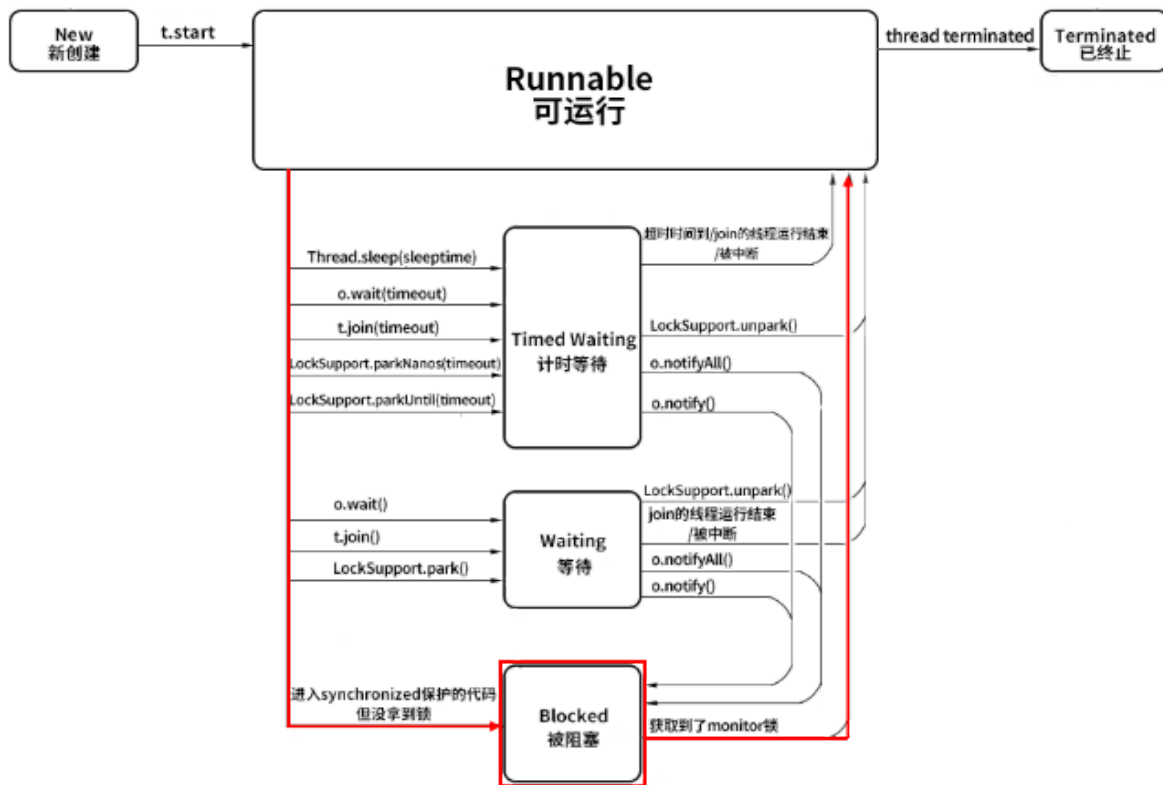 New
新创建
t.start
Runnable
可运行
thread terminated
Terminated
已终止
Thread.sleep(sleeptime)
o.wait(timeout)
t.join(timeout)
LockSupport.parkNanos(timeout)
LockSupport.parkUntil(timeout)
Timed Waiting
计时等待
超时时间到/join的线程运行结束
/被中断
LockSupport.unpark()
o.notifyAll()
o.notify()
o.wait()
t.join()
LockSupport.park()
Waiting
等待
LockSupport.unpark()
join的线程运行结束
/被中断
o.notifyAll()
o.notify()
进入synchronized保护的代码
但没拿到锁
Blocked
被阻塞
获取到了monitor锁